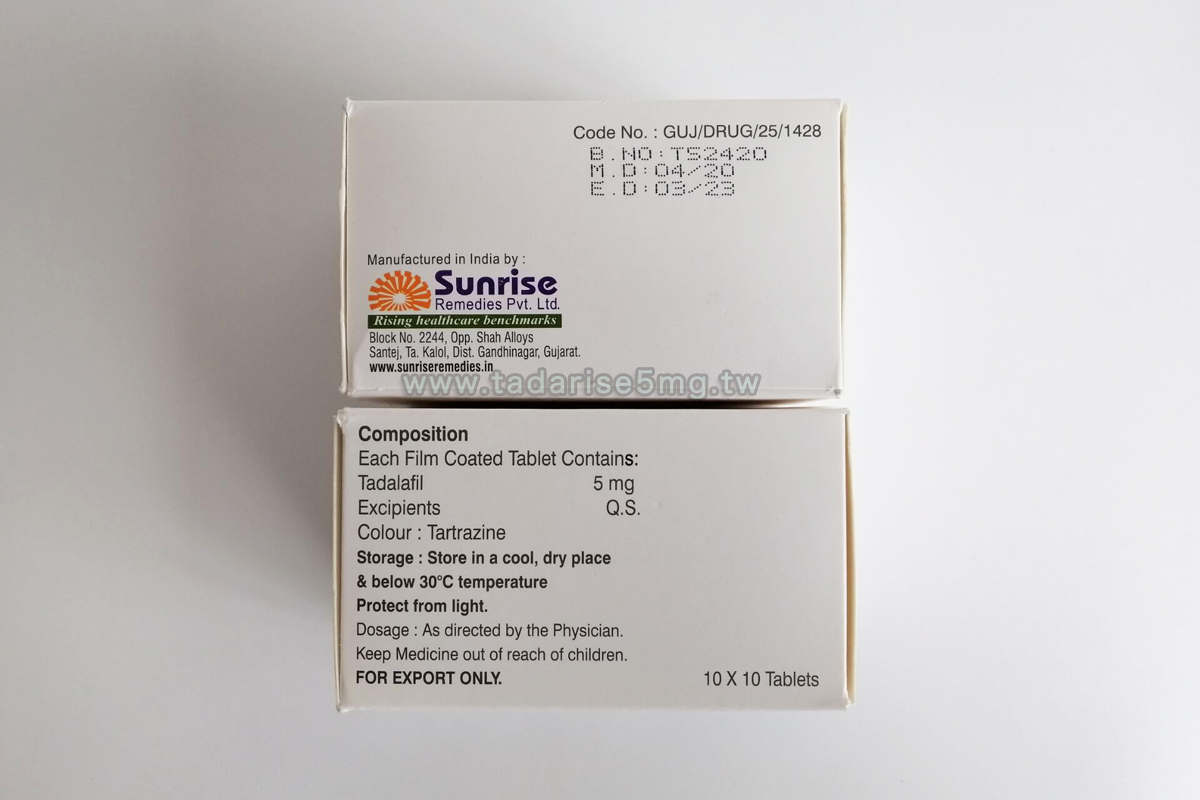 Code No. : GUJ/DRUG/25/1428
B.NO:TS2420
M.D:04/20
E.D:03/23
Manufactured in India by :
Sunrise
Remedies Pvt. Ltd.
Rising healthcare benchmarks
Block No. 2244, Opp. Shah Alloys
Santej, Ta. Kalol, Dist. Gandhinagar, Gujarat.
www.sunriseremedies.in
www.tadarise5mg.tw
Composition
Each Film Coated Tablet Contains:
Tadalafil 5 mg
Excipients Q.S.
Colour : Tartrazine
Storage : Store in a cool, dry place
& below 30°C temperature
Protect from light.
Dosage : As directed by the Physician.
Keep Medicine out of reach of children.
FOR EXPORT ONLY. 10 X 10 Tablets